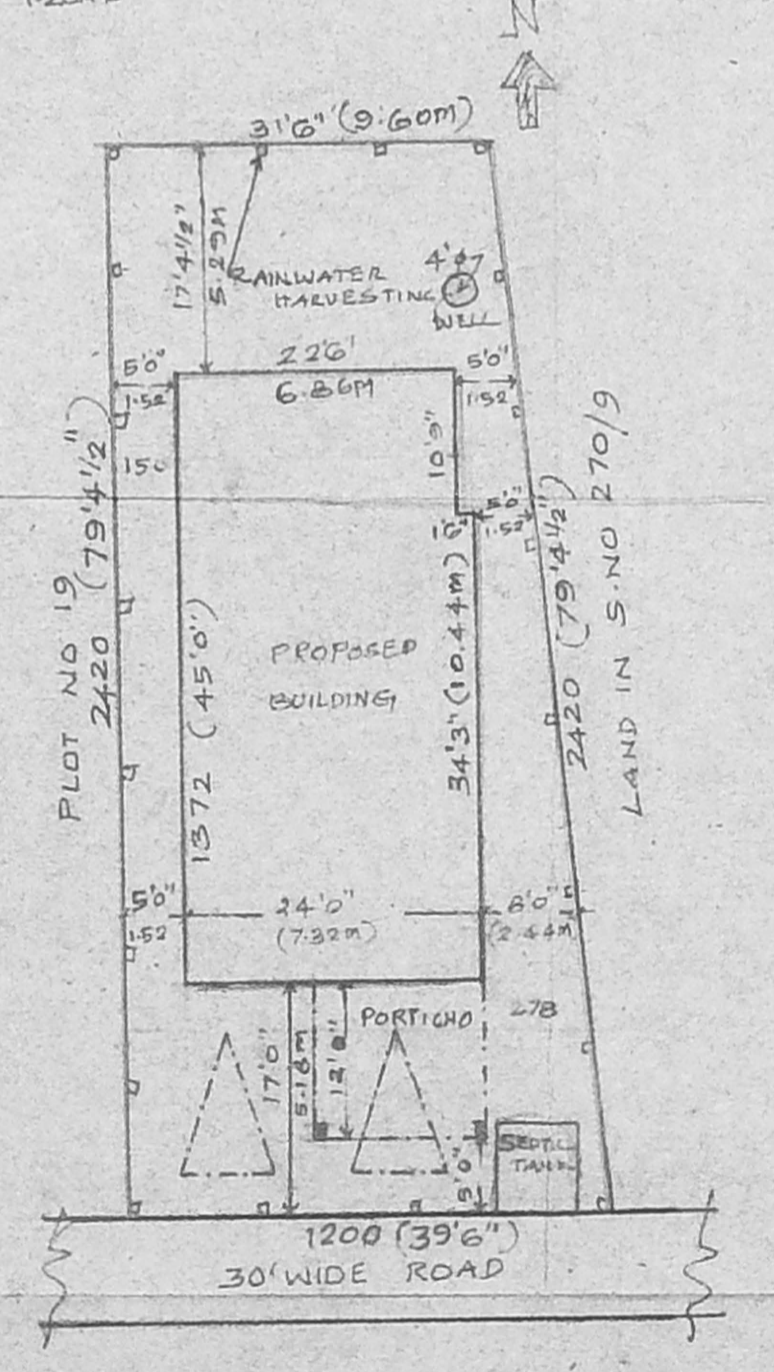 N
31'6" (9.60m)
17'4½"
5.29M
RAINWATER
HARVESTING
4'Ø
WELL
22'6'
6.86M
5'0"
1.52
5'0"
1.52
10'9"
5'0"
1.52
PLOT NO 19
2420 (79'4½")
1372 (45'0")
PROPOSED
BUILDING
34'3" (10.44m)
2420 (79'4½")
LAND IN S.NO 270/9
5'0"
1.52
24'0"
(7.32m)
8'0"
(2.44m
PORTICHO
278
17'0"
5.18M
12'0"
5'0"
SEPTIC
TANK
1200 (39'6")
30' WIDE ROAD